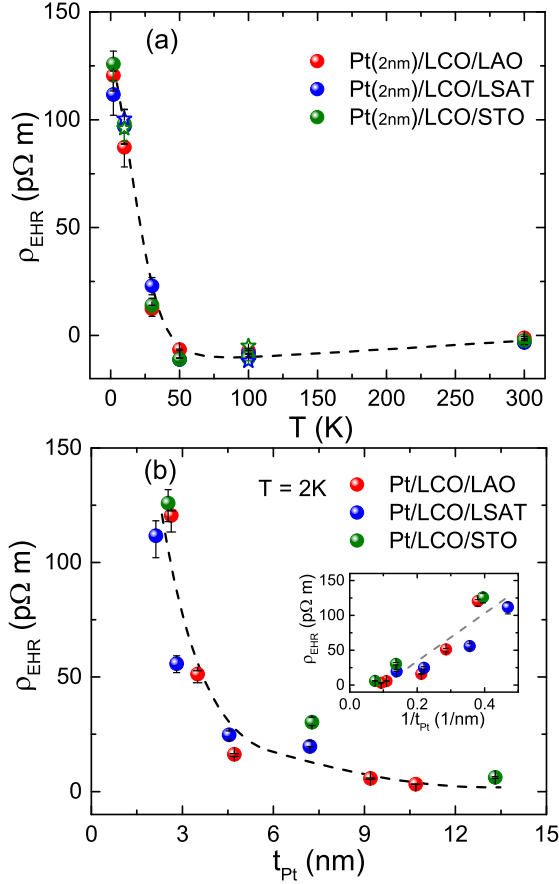 (a)
Pt(2nm)/LCO/LAO
Pt(2nm)/LCO/LSAT
Pt(2nm)/LCO/STO
150
100
50
0
ρEHR (pΩ m)
0 50 100 150 200 250 300
T (K)
(b)
T = 2K
Pt/LCO/LAO
Pt/LCO/LSAT
Pt/LCO/STO
150
100
50
0
ρEHR (pΩ m)
150
125
100
75
50
25
0
ρEHR (pΩ m)
0.0 0.2 0.4
1/tPt (1/nm)
0 3 6 9 12 15
tPt (nm)